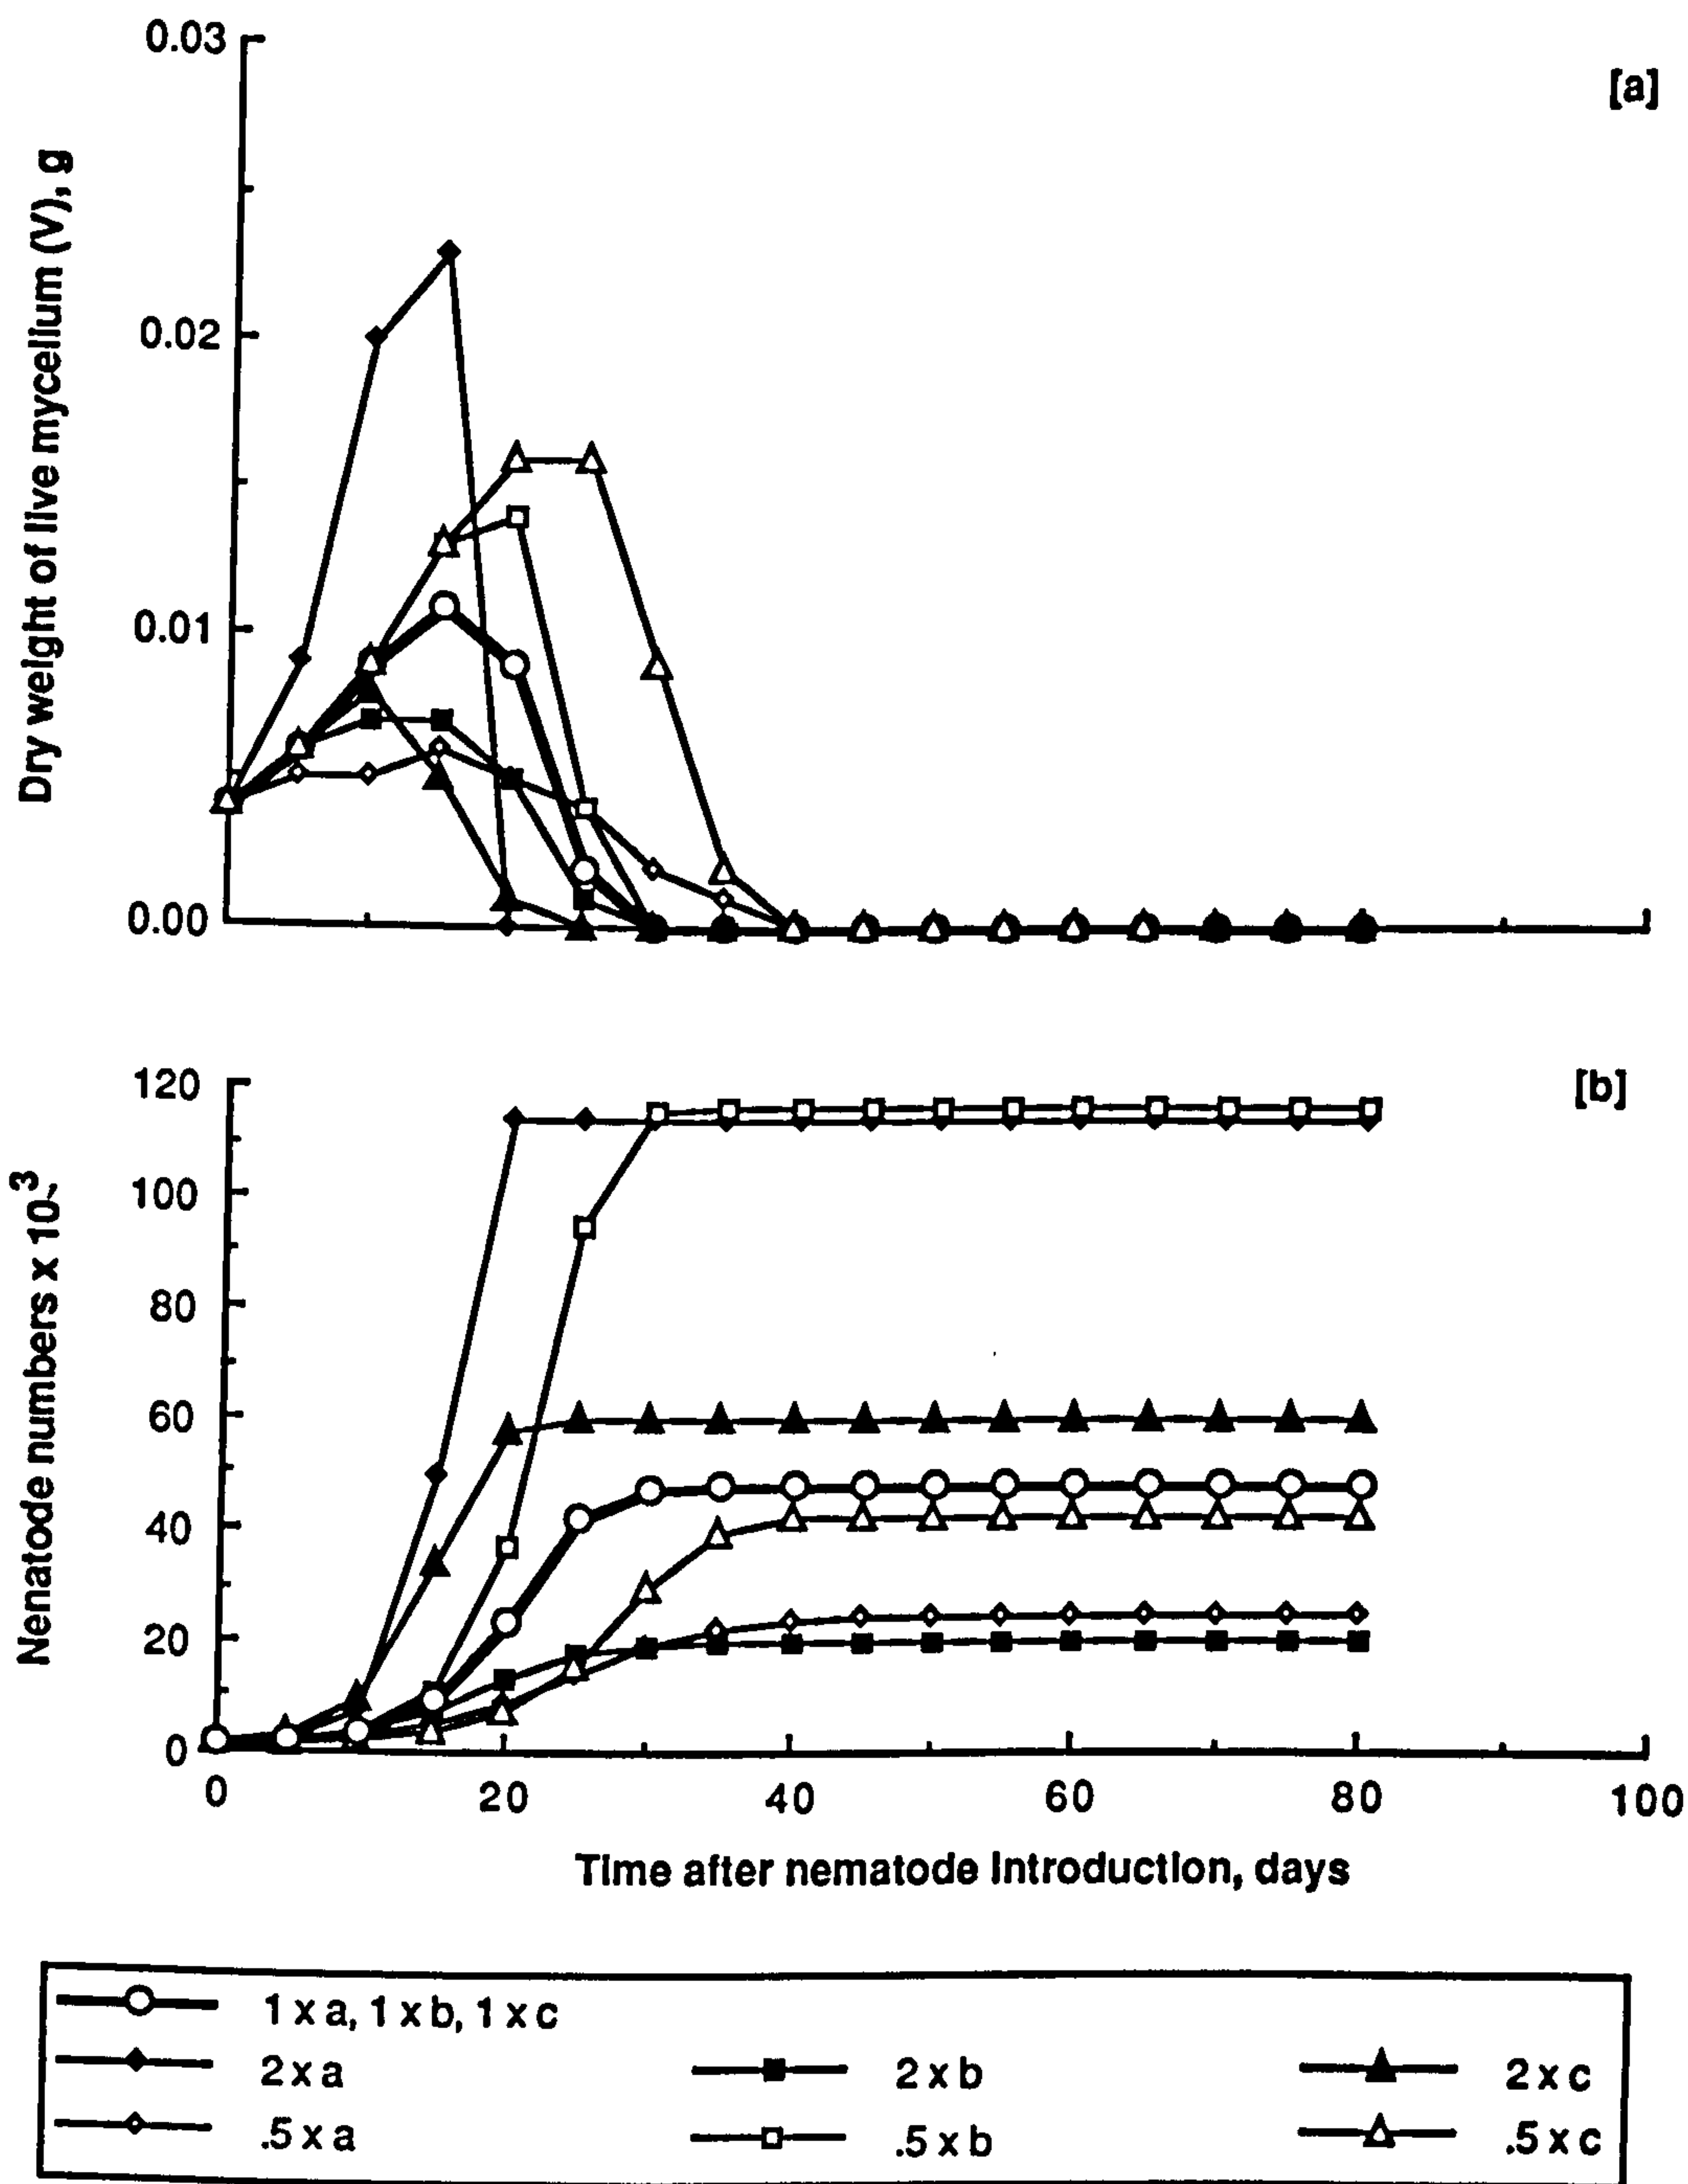 [a]
0.03
0.02
0.01
0.00
Dry weight of live mycelium (V), g
[b]
120
100
80
60
40
20
0
Nenatode numbers x 10-3
0 20 40 60 80 100
Time after nematode introduction, days
1 x a, 1 x b, 1 x c
2 x a 2 x b 2 x c
.5 x a .5 x b .5 x c